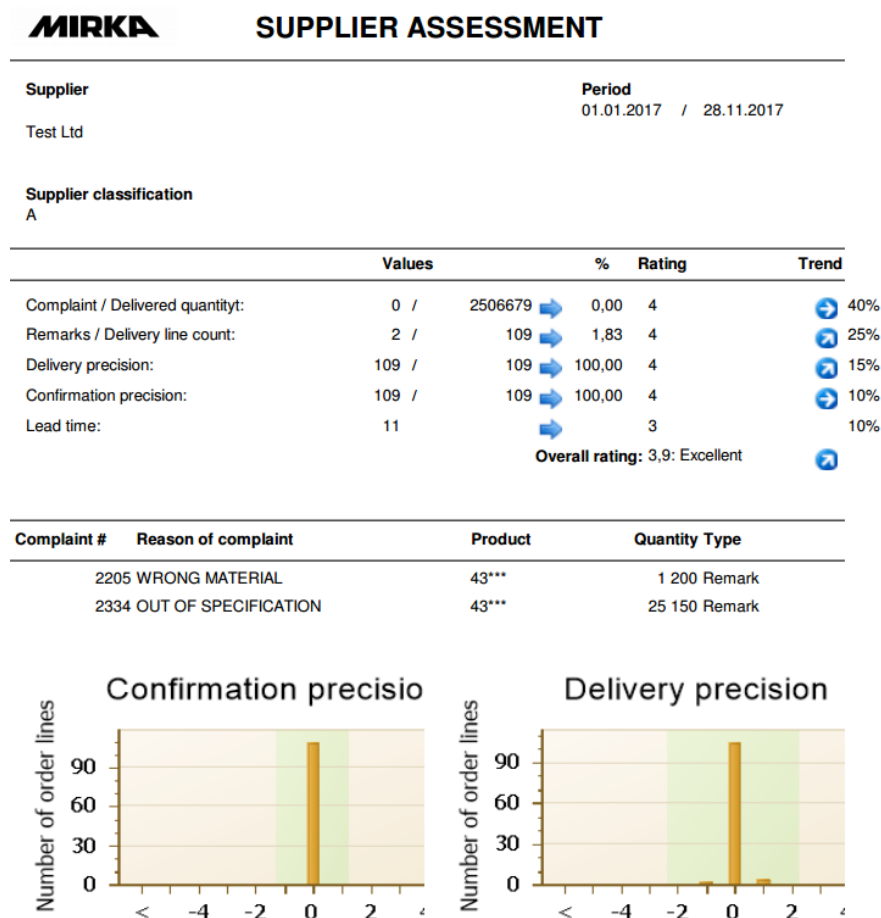 MIRKA SUPPLIER ASSESSMENT
Supplier Period
01.01.2017 / 28.11.2017
Test Ltd
Supplier classification
A
Values % Rating Trend
Complaint / Delivered quantityt: 0 / 2506679 0,00 4 40%
Remarks / Delivery line count: 2 / 109 1,83 4 25%
Delivery precision: 109 / 109 100,00 4 15%
Confirmation precision: 109 / 109 100,00 4 10%
Lead time: 11 3 10%
Overall rating: 3,9: Excellent
Complaint # Reason of complaint Product Quantity Type
2205 WRONG MATERIAL 43*** 1 200 Remark
2334 OUT OF SPECIFICATION 43*** 25 150 Remark
Confirmation precisio
Number of order lines
90
60
30
0
< -4 -2 0 2 4
Delivery precision
Number of order lines
90
60
30
0
< -4 -2 0 2 4